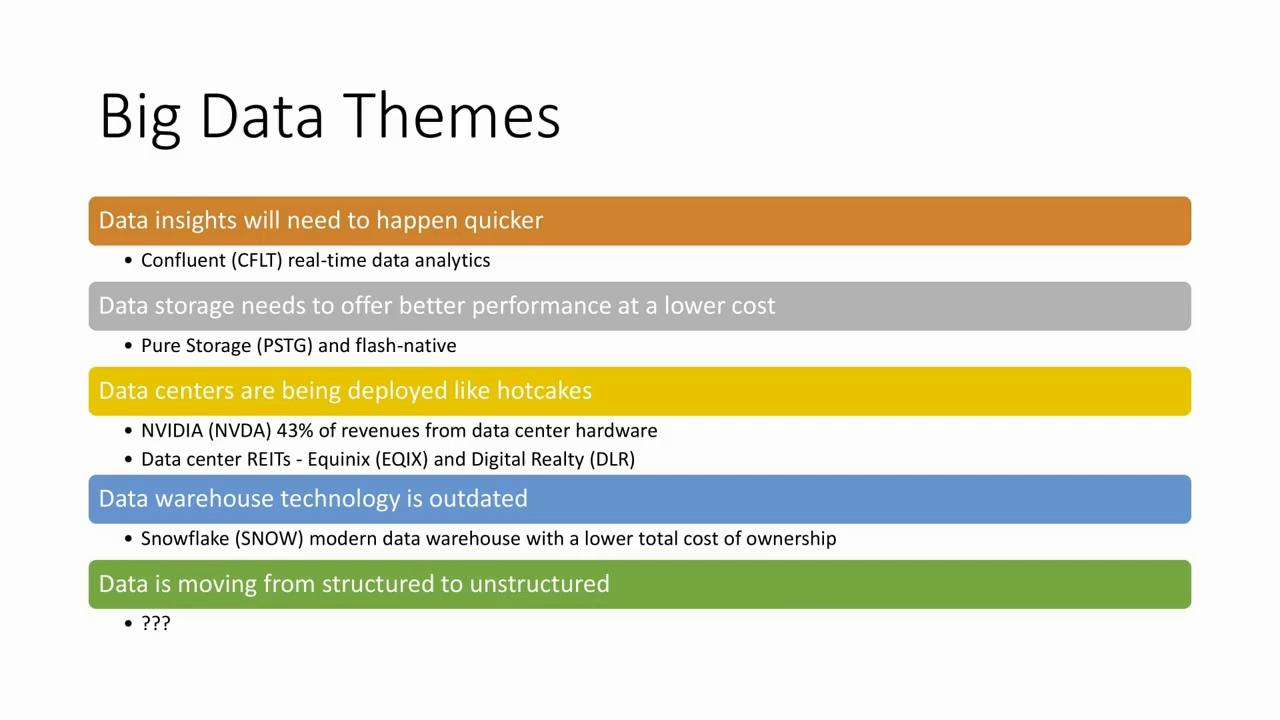 Big Data Themes
Data insights will need to happen quicker
• Confluent (CFLT) real-time data analytics
Data storage needs to offer better performance at a lower cost
• Pure Storage (PSTG) and flash-native
Data centers are being deployed like hotcakes
• NVIDIA (NVDA) 43% of revenues from data center hardware
• Data center REITs - Equinix (EQIX) and Digital Realty (DLR)
Data warehouse technology is outdated
• Snowflake (SNOW) modern data warehouse with a lower total cost of ownership
Data is moving from structured to unstructured
• ???